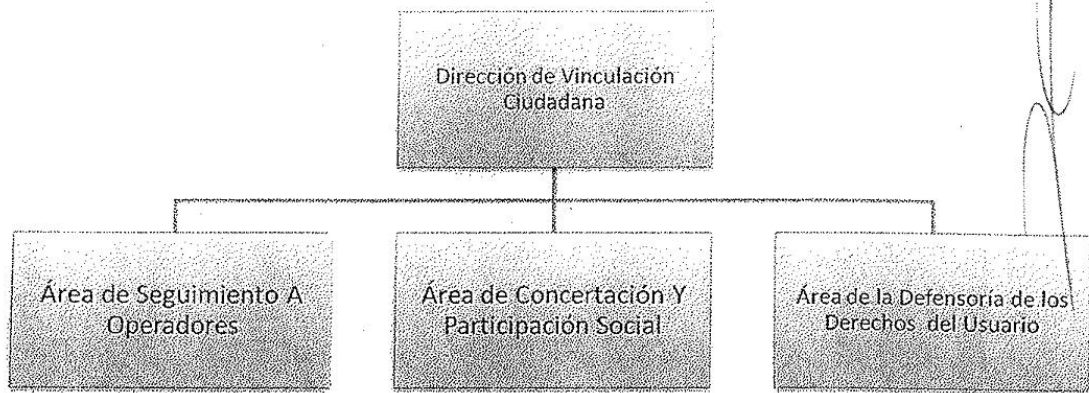 Dirección de Vinculación
Ciudadana
Área de Seguimiento A
Operadores
Área de Concertación Y
Participación Social
Área de la Defensoría de los
Derechos del Usuario